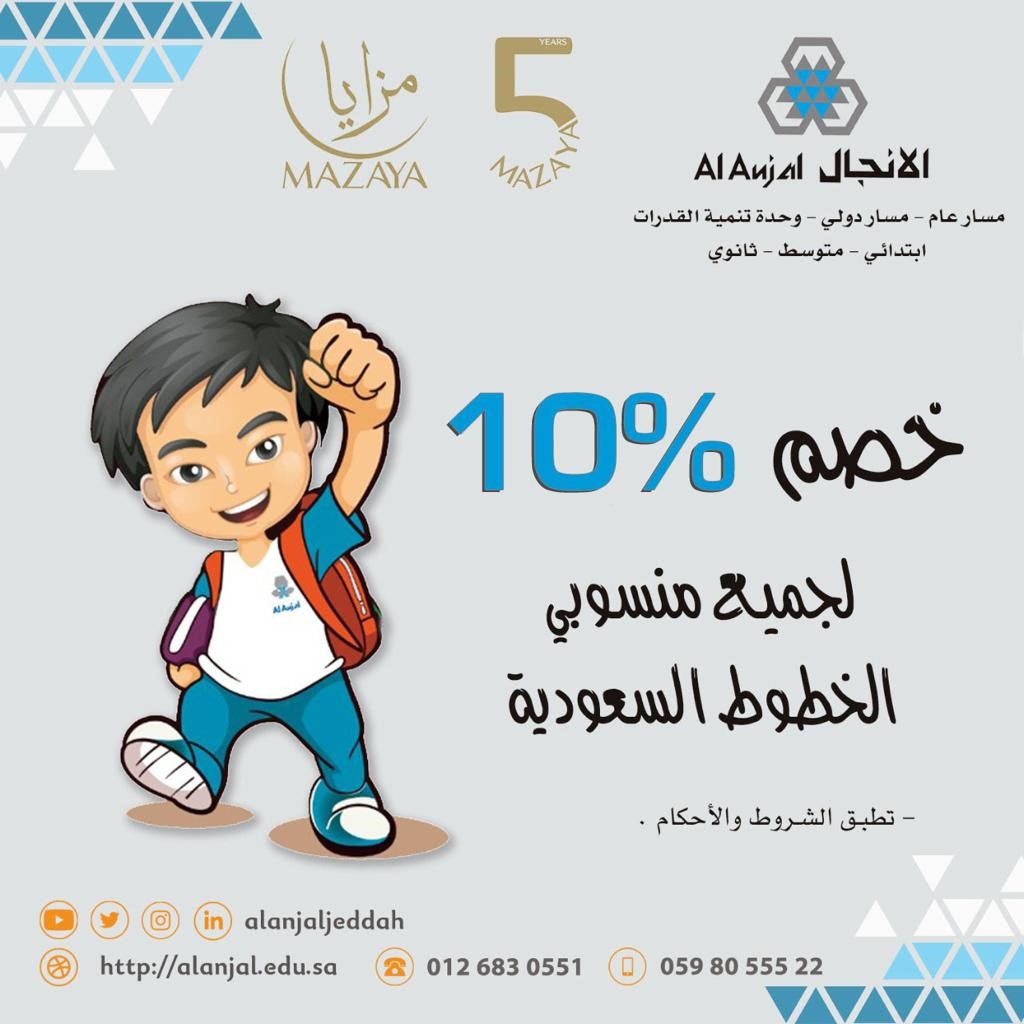 مزايا
MAZAYA
5 YEARS
MAZAYA
الانجال Al Anjal
مسار عام - مسار دولي - وحدة تنمية القدرات
ابتدائي - متوسط - ثانوي
خصم 10%
لجميع منسوبي
الخطوط السعودية
Al Anjal
- تطبق الشروط والأحكام .
alanjaljeddah
http://alanjal.edu.sa 012 683 0551 059 80 555 22